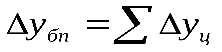 Δy_бп = ∑ Δy_ц